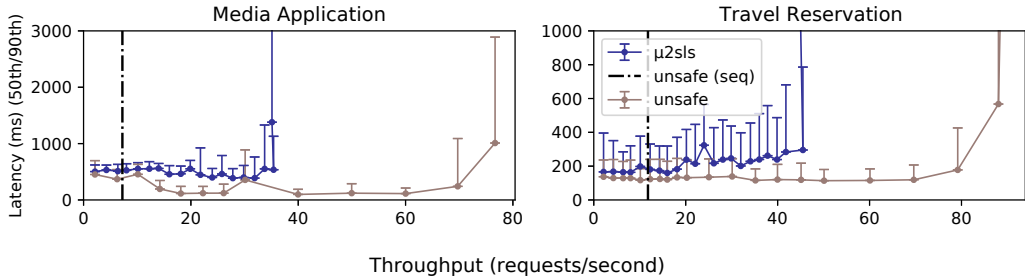 Media Application
Latency (ms) (50th/90th)
3000
2000
1000
0
0
20
40
60
80
Travel Reservation
1000
800
600
400
200
0
0
20
40
60
80
μ2sls
unsafe (seq)
unsafe
Throughput (requests/second)